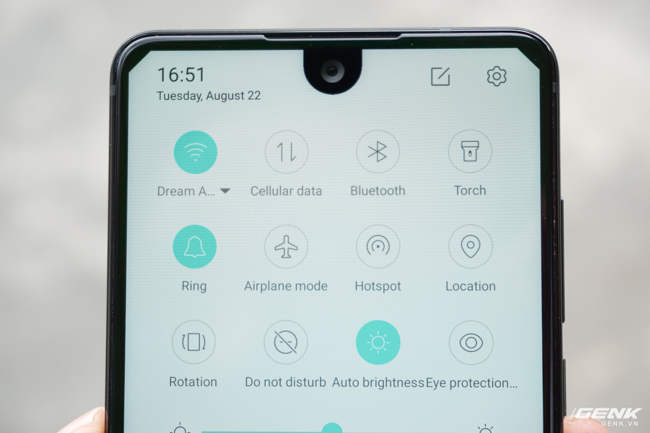 16:51
Tuesday, August 22
Dream A...
Cellular data
Bluetooth
Torch
Ring
Airplane mode
Hotspot
Location
Rotation
Do not disturb
Auto brightness
Eye protection...
GENK
GENK.VN